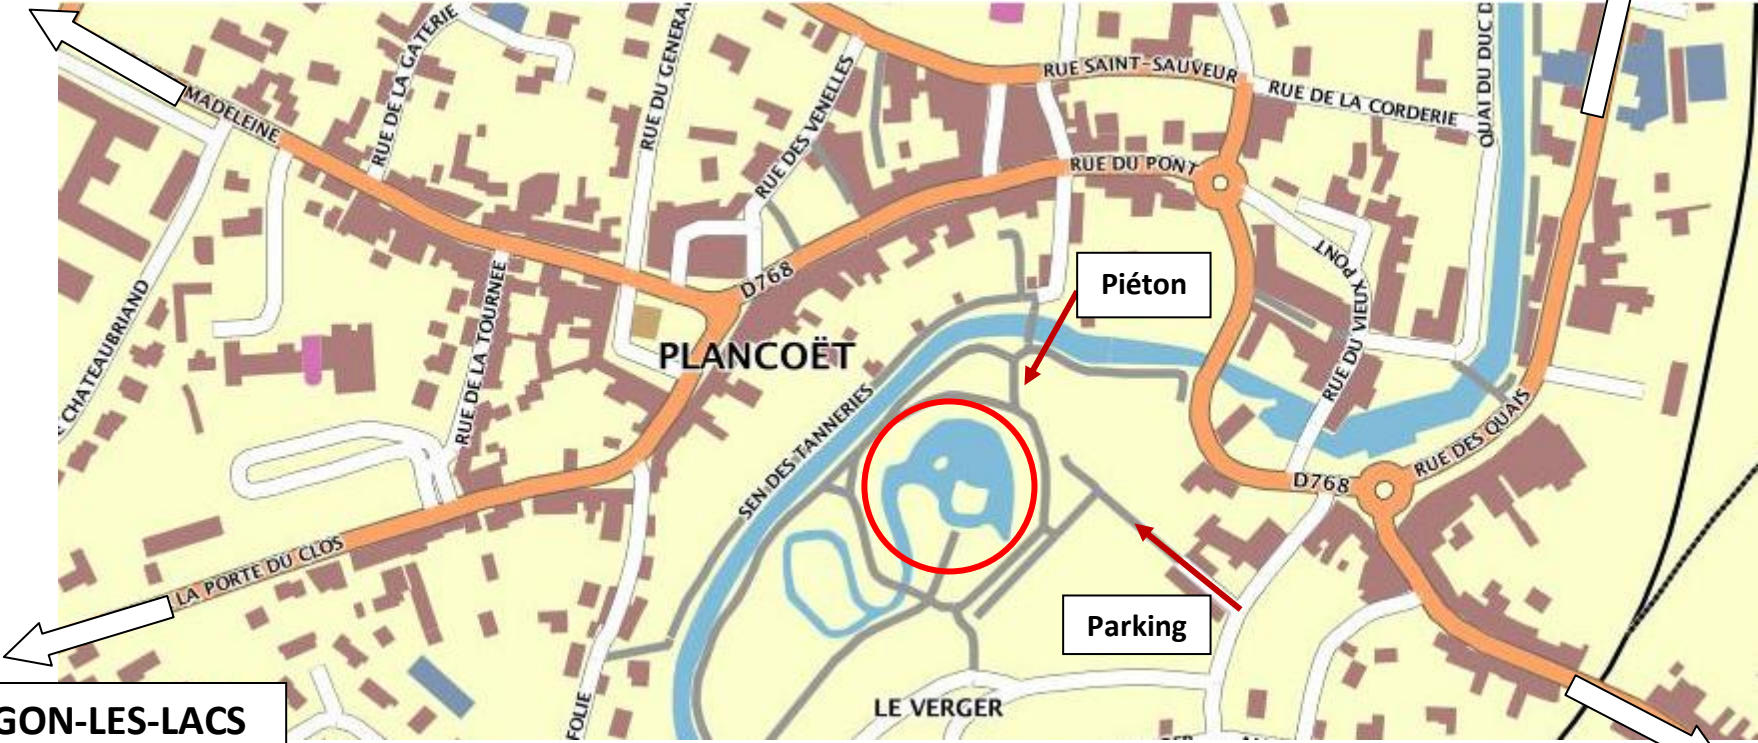 RUE DE LA GATERIE
RUE DU GENERA
RUE DES VENELLES
RUE SAINT-SAUVEUR
RUE DE LA CORDERIE
QUAI DU DUC D
MADELEINE
RUE DU PONT
PONT
D768
Piéton
CHATEAUBRIAND
RUE DE LA TOURNEE
PLANCOËT
RUE DU VIEUX
SEN DES TANNERIES
RUE DES QUAIS
D768
LA PORTE DU CLOS
Parking
FOLIE
LE VERGER
GON-LES-LACS